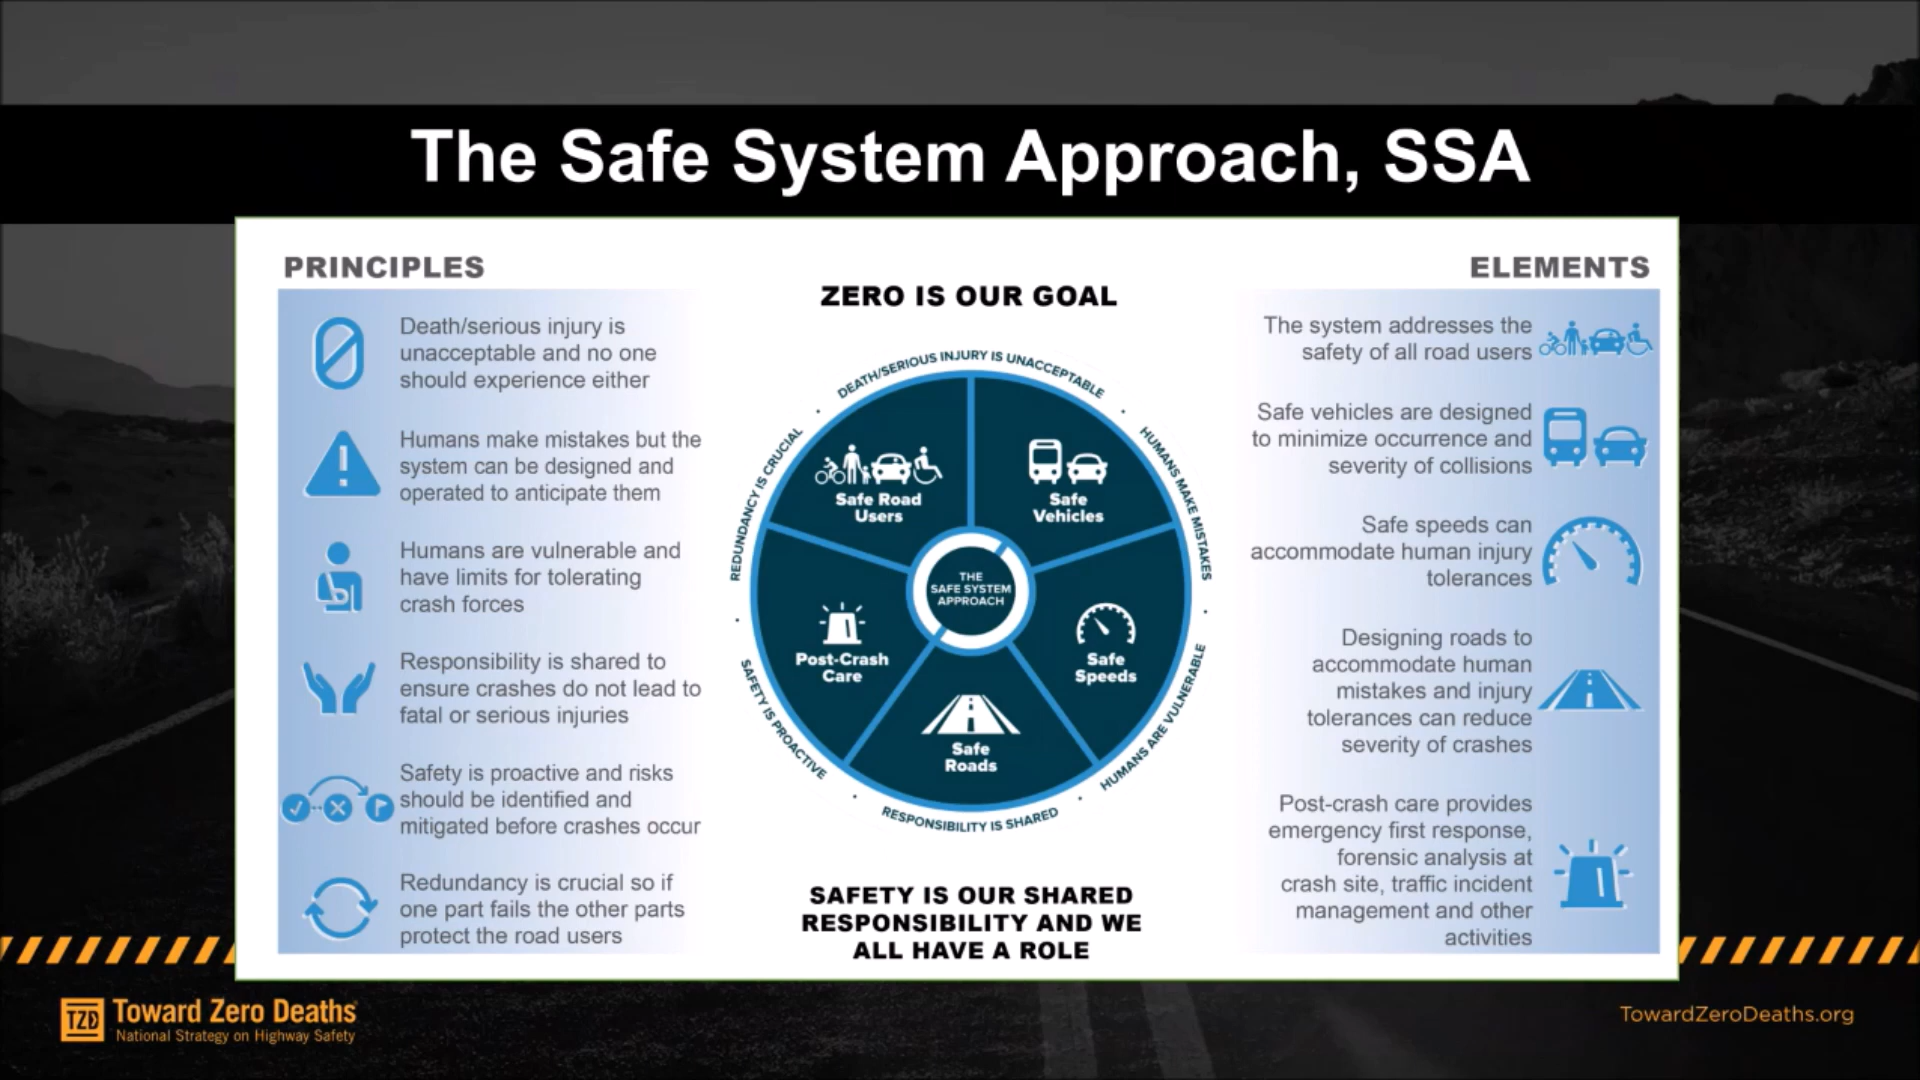 The Safe System Approach, SSA
PRINCIPLES
Death/serious injury is
unacceptable and no one
should experience either
Humans make mistakes but the
system can be designed and
operated to anticipate them
Humans are vulnerable and
have limits for tolerating
crash forces
Responsibility is shared to
ensure crashes do not lead to
fatal or serious injuries
Safety is proactive and risks
should be identified and
mitigated before crashes occur
Redundancy is crucial so if
one part fails the other parts
protect the road users
ZERO IS OUR GOAL
DEATH/SERIOUS INJURY IS UNACCEPTABLE
HUMANS MAKE MISTAKES
HUMANS ARE VULNERABLE
RESPONSIBILITY IS SHARED
SAFETY IS PROACTIVE
REDUNDANCY IS CRUCIAL
Safe Road
Users
Safe
Vehicles
Safe
Speeds
Safe
Roads
Post-Crash
Care
THE
SAFE SYSTEM
APPROACH
SAFETY IS OUR SHARED
RESPONSIBILITY AND WE
ALL HAVE A ROLE
ELEMENTS
The system addresses the
safety of all road users
Safe vehicles are designed
to minimize occurrence and
severity of collisions
Safe speeds can
accommodate human injury
tolerances
Designing roads to
accommodate human
mistakes and injury
tolerances can reduce
severity of crashes
Post-crash care provides
emergency first response,
forensic analysis at
crash site, traffic incident
management and other
activities
TZD
Toward Zero Deaths
National Strategy on Highway Safety
TowardZeroDeaths.org